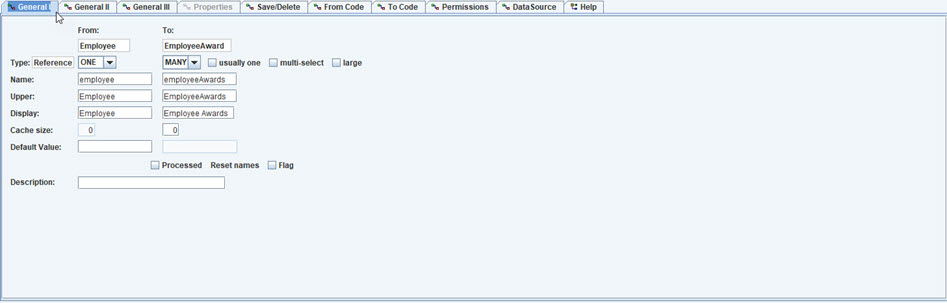 General I General II General III Properties Save/Delete From Code To Code Permissions DataSource Help
From: To:
Employee EmployeeAward
Type: Reference ONE MANY usually one multi-select large
Name: employee employeeAwards
Upper: Employee EmployeeAwards
Display: Employee Employee Awards
Cache size: 0 0
Default Value:
Processed Reset names Flag
Description: